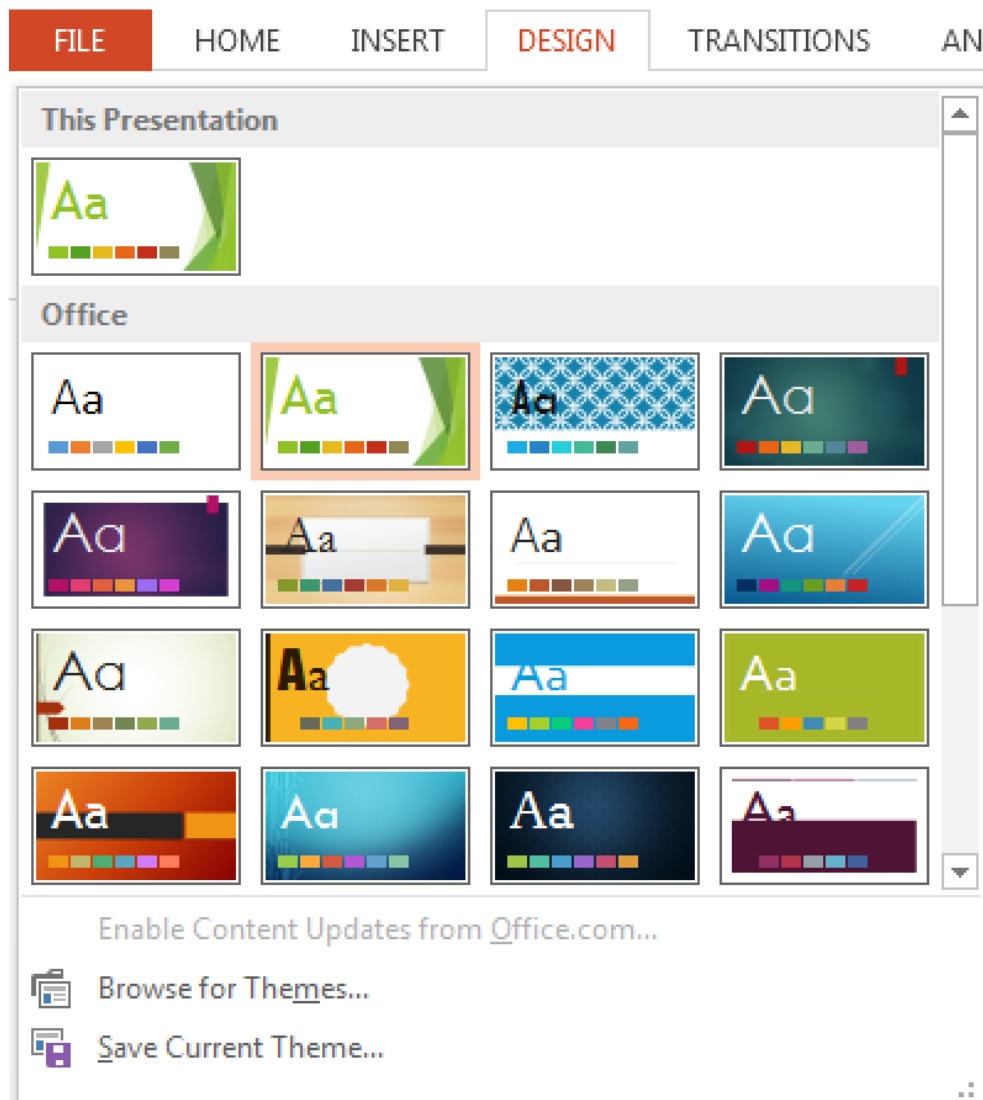 FILE HOME INSERT DESIGN TRANSITIONS AN
This Presentation
Aa
Office
Aa Aa Aa Aa
Aa Aa Aa Aa
Aa Aa Aa Aa
Aa Aa Aa Aa
Enable Content Updates from Office.com...
Browse for Themes...
Save Current Theme...